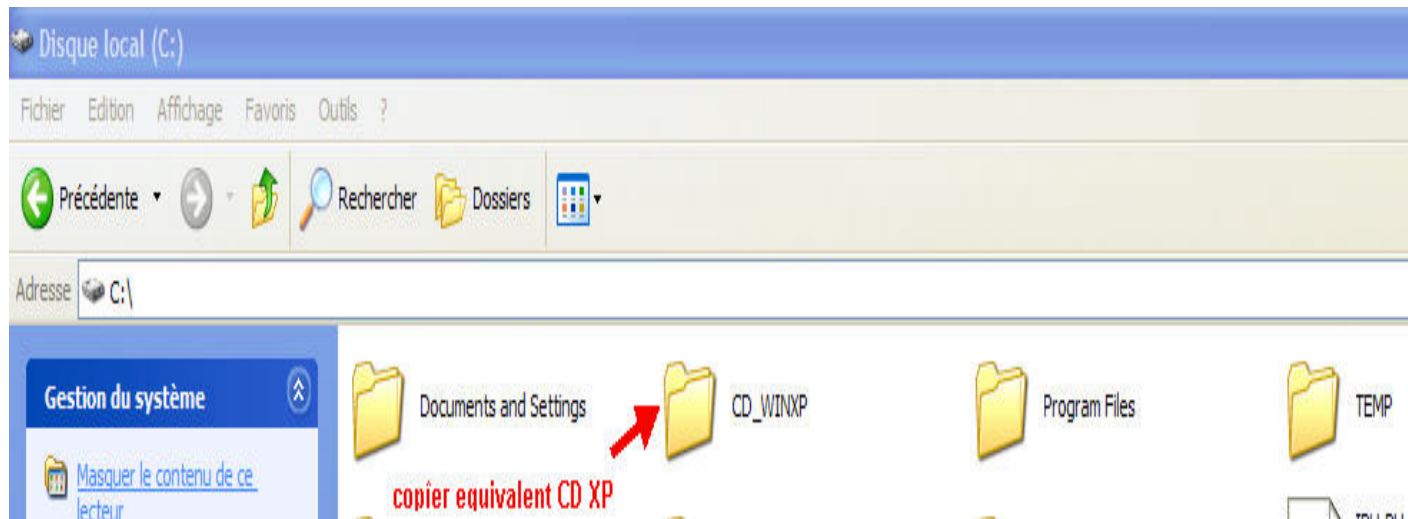 Disque local (C:)
Fichier Edition Affichage Favoris Outils ?
Précédente Rechercher Dossiers
Adresse C:\
Gestion du système
Documents and Settings CD_WINXP Program Files TEMP
Masquer le contenu de ce
lecteur
copier equivalent CD XP